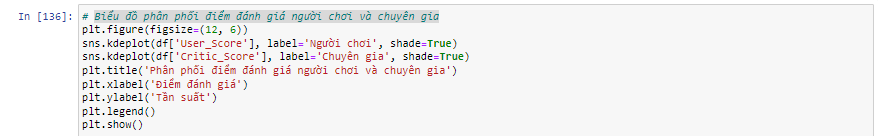 In [136]: # Biểu đồ phân phối điểm đánh giá người chơi và chuyên gia
plt.figure(figsize=(12, 6))
sns.kdeplot(df['User_Score'], label='Người chơi', shade=True)
sns.kdeplot(df['Critic_Score'], label='Chuyên gia', shade=True)
plt.title('Phân phối điểm đánh giá người chơi và chuyên gia')
plt.xlabel('Điểm đánh giá')
plt.ylabel('Tần suất')
plt.legend()
plt.show()